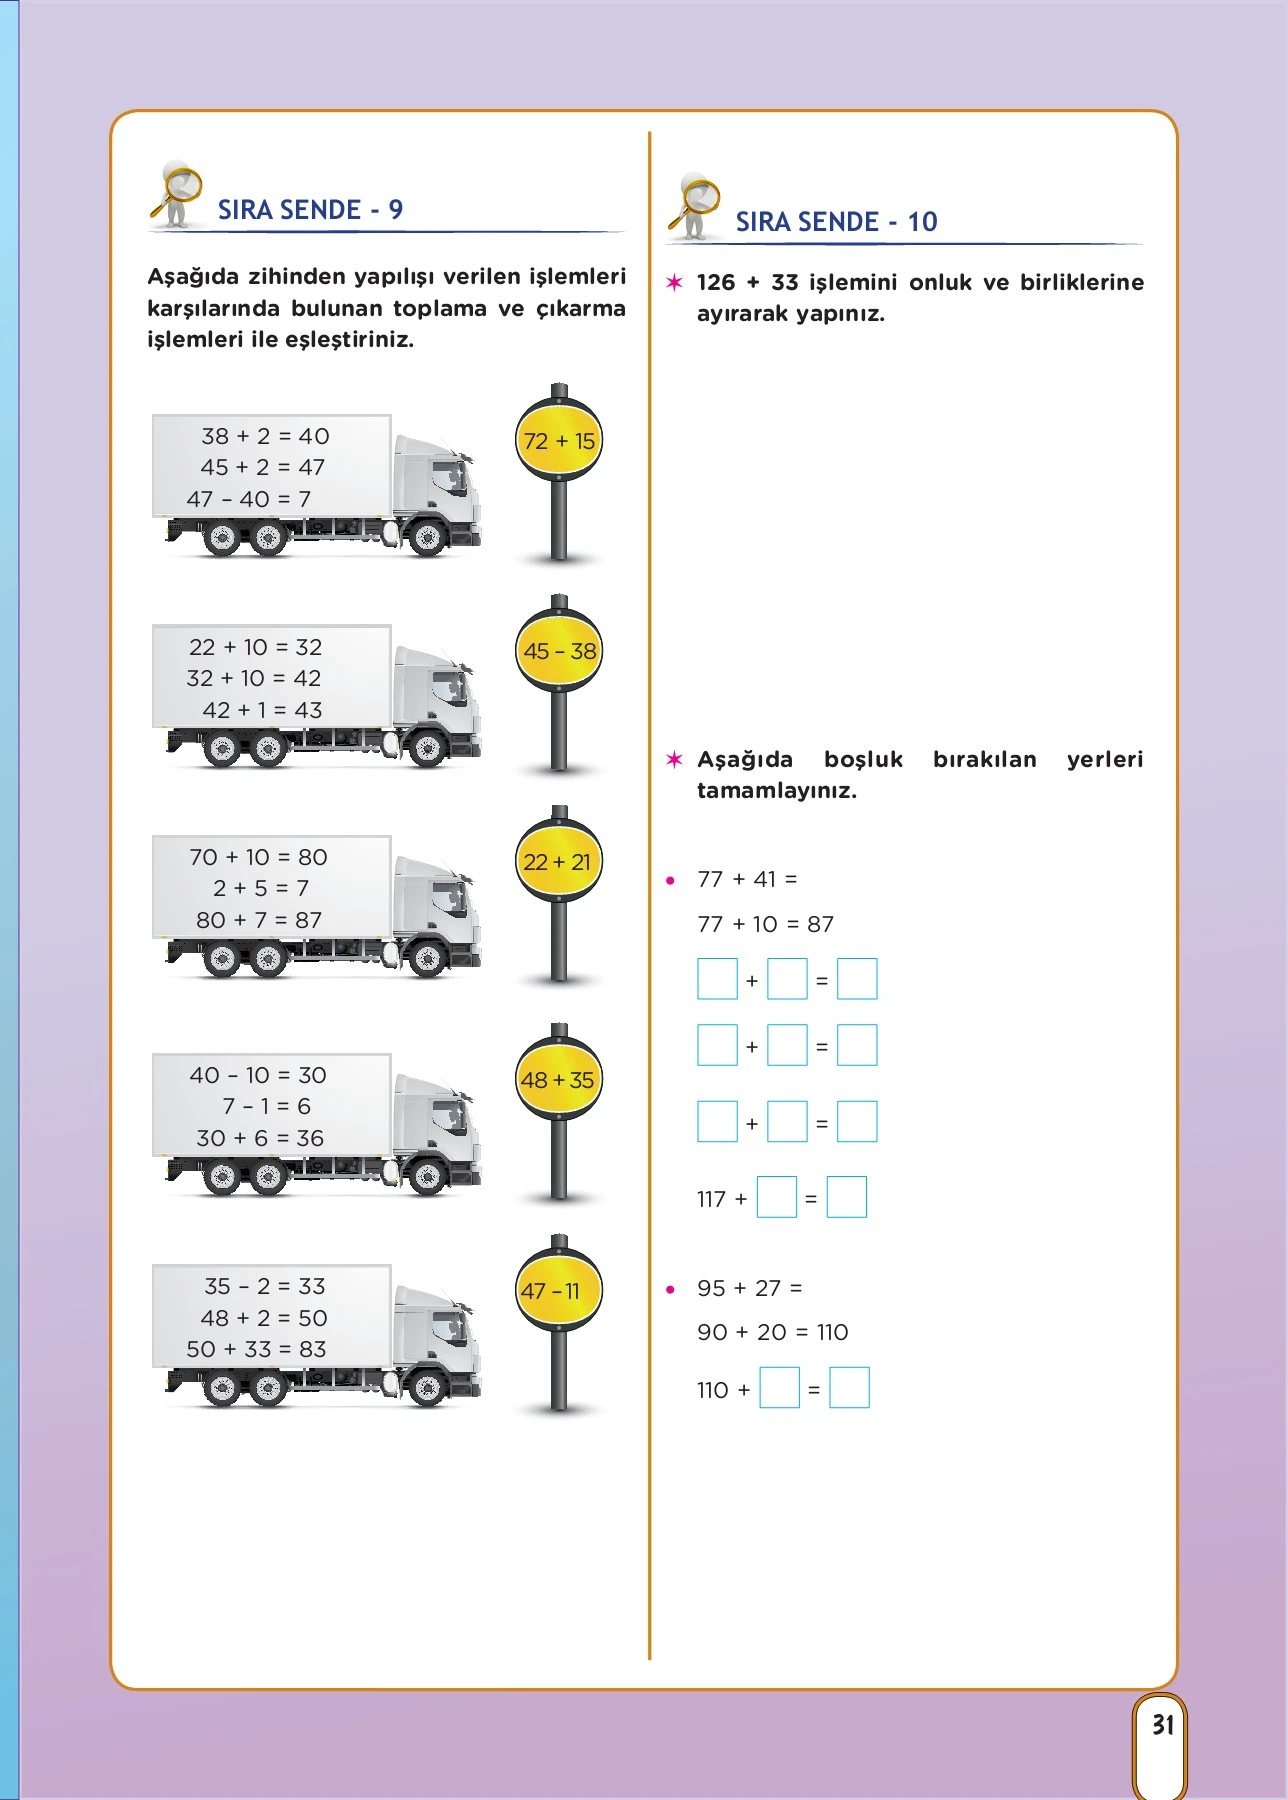 SIRA SENDE - 9
Aşağıda zihinden yapılışı verilen işlemleri
karşılarında bulunan toplama ve çıkarma
işlemleri ile eşleştiriniz.
38 + 2 = 40
45 + 2 = 47
47 – 40 = 7
72 + 15
22 + 10 = 32
32 + 10 = 42
42 + 1 = 43
45 – 38
70 + 10 = 80
2 + 5 = 7
80 + 7 = 87
22 + 21
40 – 10 = 30
7 – 1 = 6
30 + 6 = 36
48 + 35
35 – 2 = 33
48 + 2 = 50
50 + 33 = 83
47 – 11
SIRA SENDE - 10
✶ 126 + 33 işlemini onluk ve birliklerine
ayırarak yapınız.
✶ Aşağıda boşluk bırakılan yerleri
tamamlayınız.
• 77 + 41 =
77 + 10 = 87
+ =
+ =
+ =
117 + =
• 95 + 27 =
90 + 20 = 110
110 + =
31